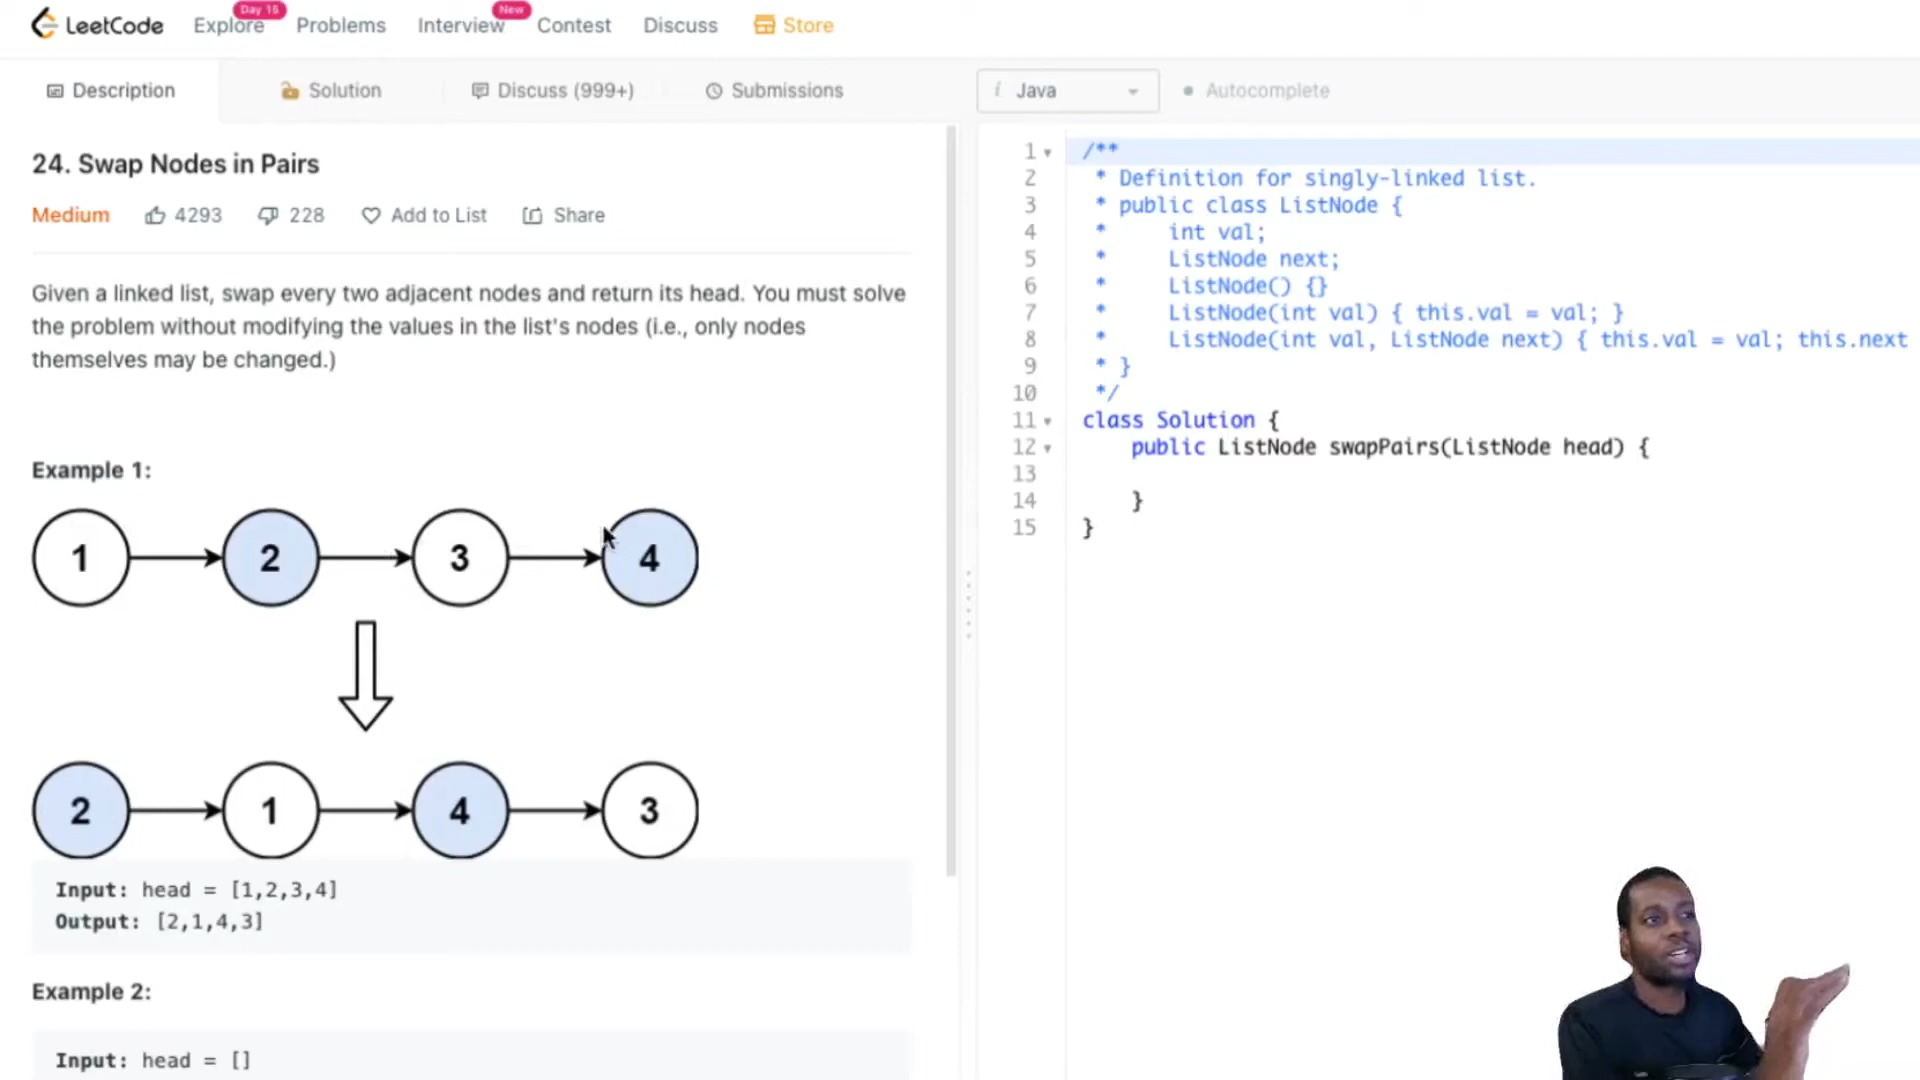 LeetCode Explore Day 15 Problems Interview New Contest Discuss Store
Description Solution Discuss (999+) Submissions
24. Swap Nodes in Pairs
Medium 4293 228 Add to List Share
Given a linked list, swap every two adjacent nodes and return its head. You must solve
the problem without modifying the values in the list's nodes (i.e., only nodes
themselves may be changed.)
Example 1:
1 2 3 4
2 1 4 3
Input: head = [1,2,3,4]
Output: [2,1,4,3]
Example 2:
Input: head = []
i Java Autocomplete
1 /**
2 * Definition for singly-linked list.
3 * public class ListNode {
4 * int val;
5 * ListNode next;
6 * ListNode() {}
7 * ListNode(int val) { this.val = val; }
8 * ListNode(int val, ListNode next) { this.val = val; this.next
9 * }
10 */
11 class Solution {
12 public ListNode swapPairs(ListNode head) {
13
14 }
15 }